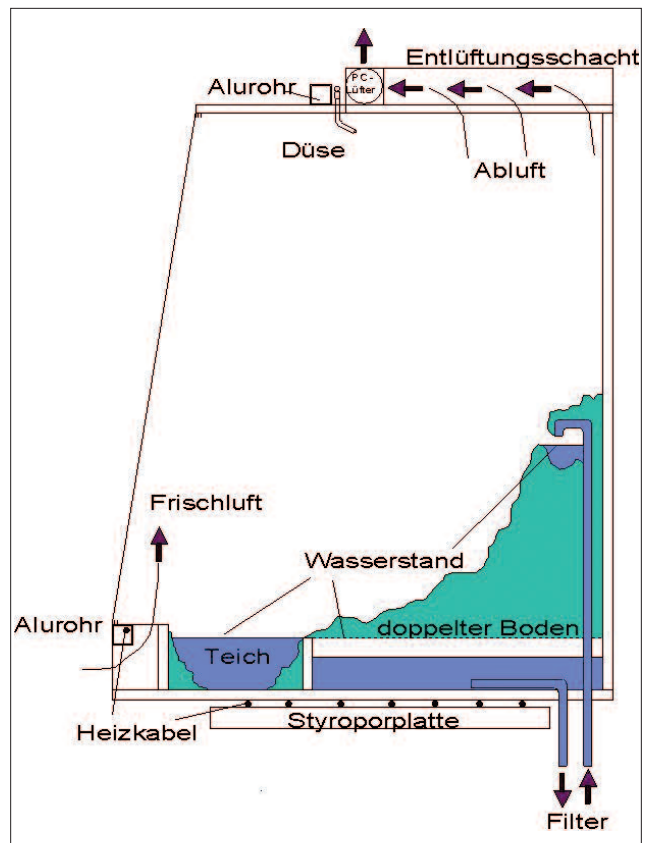 Entlüftungsschacht
PC-
Lüfter
Alurohr
Düse
Abluft
Frischluft
Wasserstand
Alurohr
doppelter Boden
Teich
Heizkabel
Styroporplatte
Filter